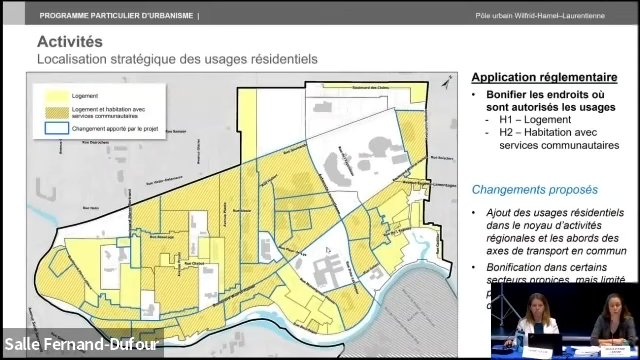 PROGRAMME PARTICULIER D'URBANISME |
Pôle urbain Wilfrid-Hamel–Laurentienne
Activités
Localisation stratégique des usages résidentiels
Logement
Logement et habitation avec
services communautaires
Changement apporté par le projet
Application réglementaire
• Bonifier les endroits où
sont autorisés les usages
- H1 – Logement
- H2 – Habitation avec
services communautaires
Changements proposés
• Ajout des usages résidentiels
dans le noyau d'activités
régionales et les abords des
axes de transport en commun
• Bonification dans certains
secteurs propices, mais limité
Salle Fernand-Dufour